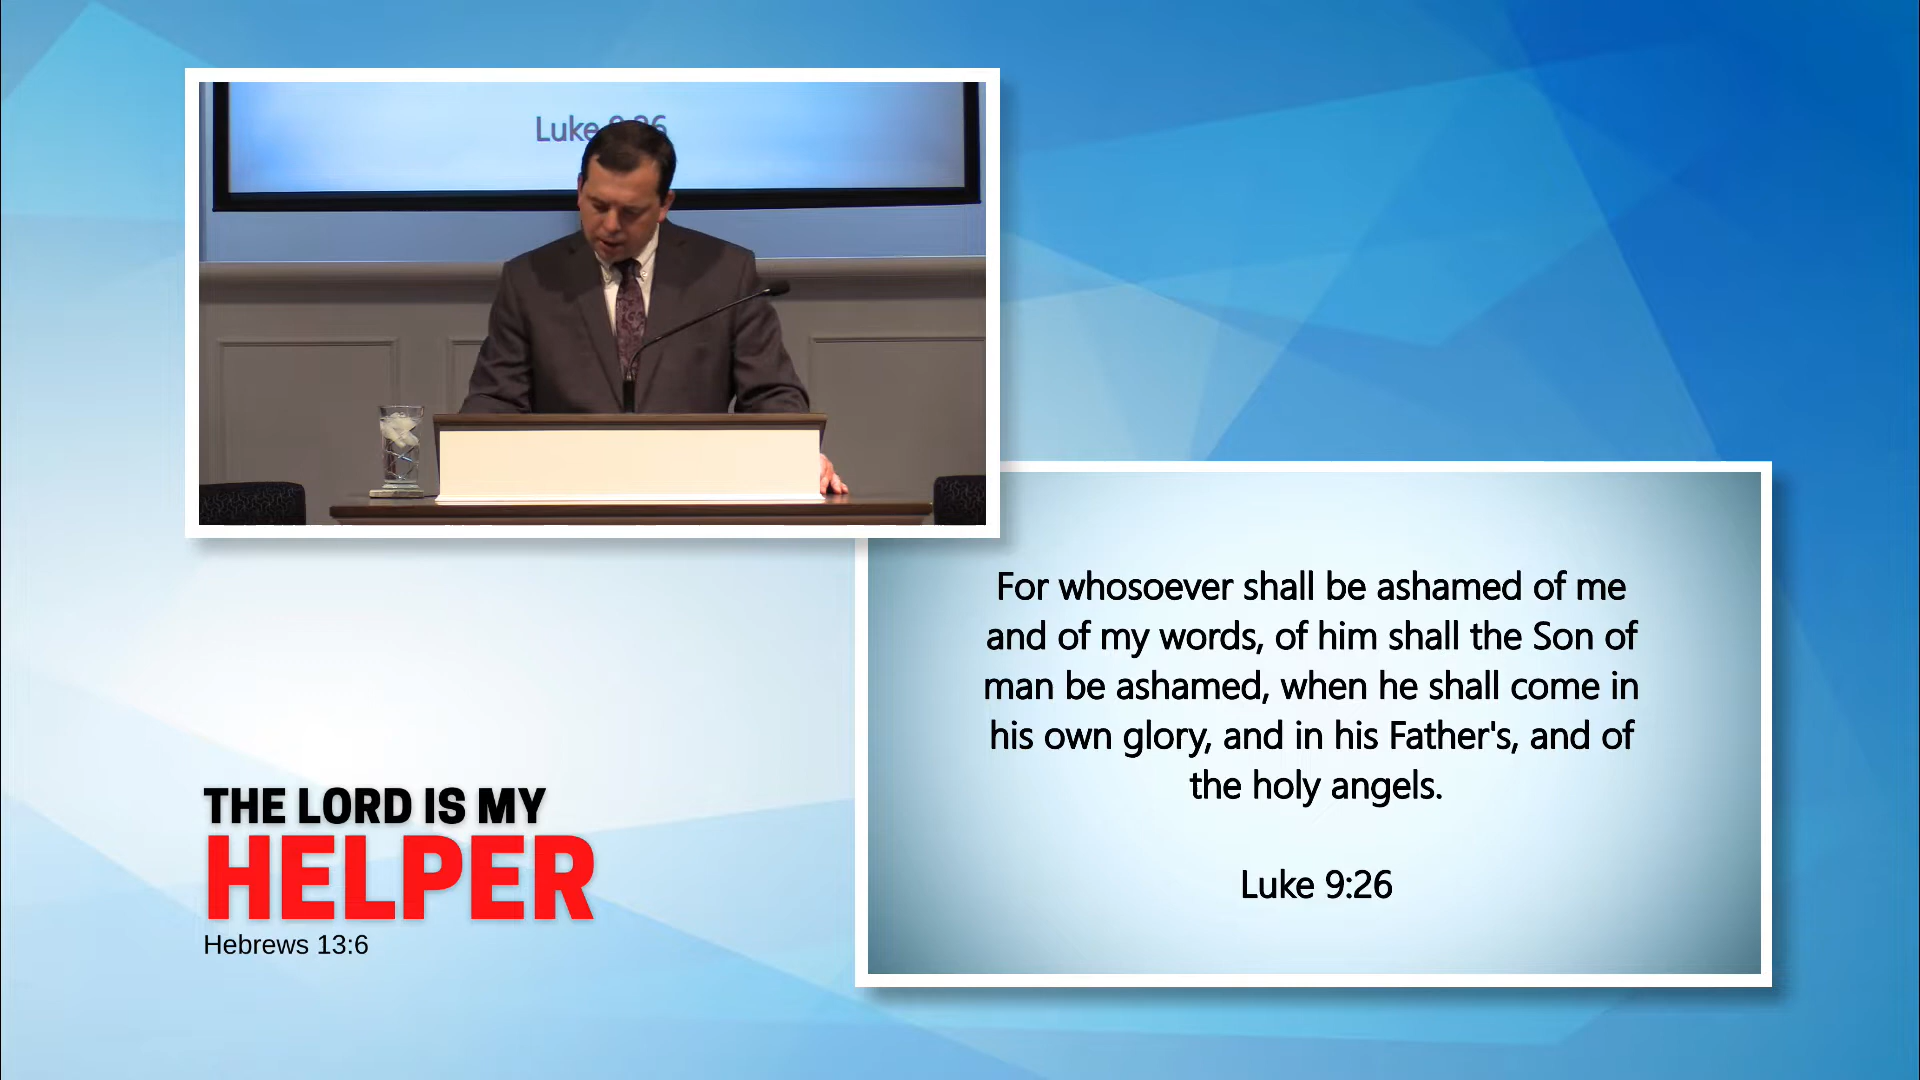 Luke 9:26
For whosoever shall be ashamed of me
and of my words, of him shall the Son of
man be ashamed, when he shall come in
his own glory, and in his Father's, and of
the holy angels.
Luke 9:26
THE LORD IS MY
HELPER
Hebrews 13:6